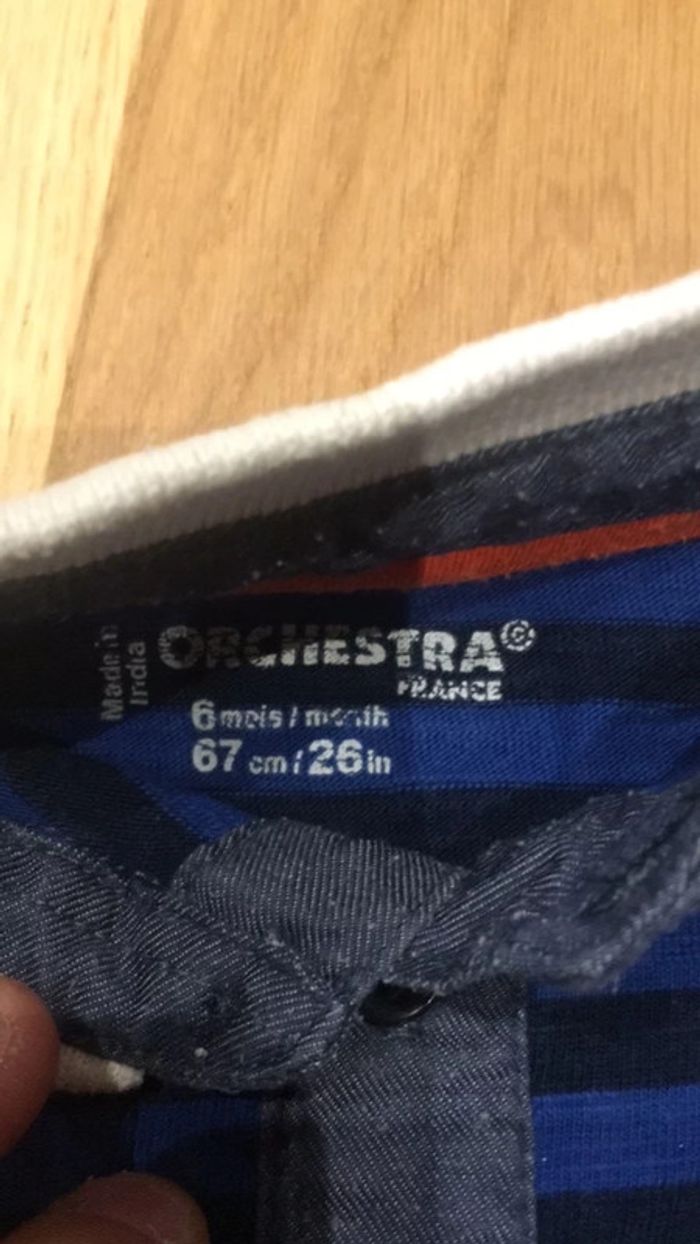 Made in
India
ORCHESTRA
FRANCE
6 mois / month
67 cm / 26 in